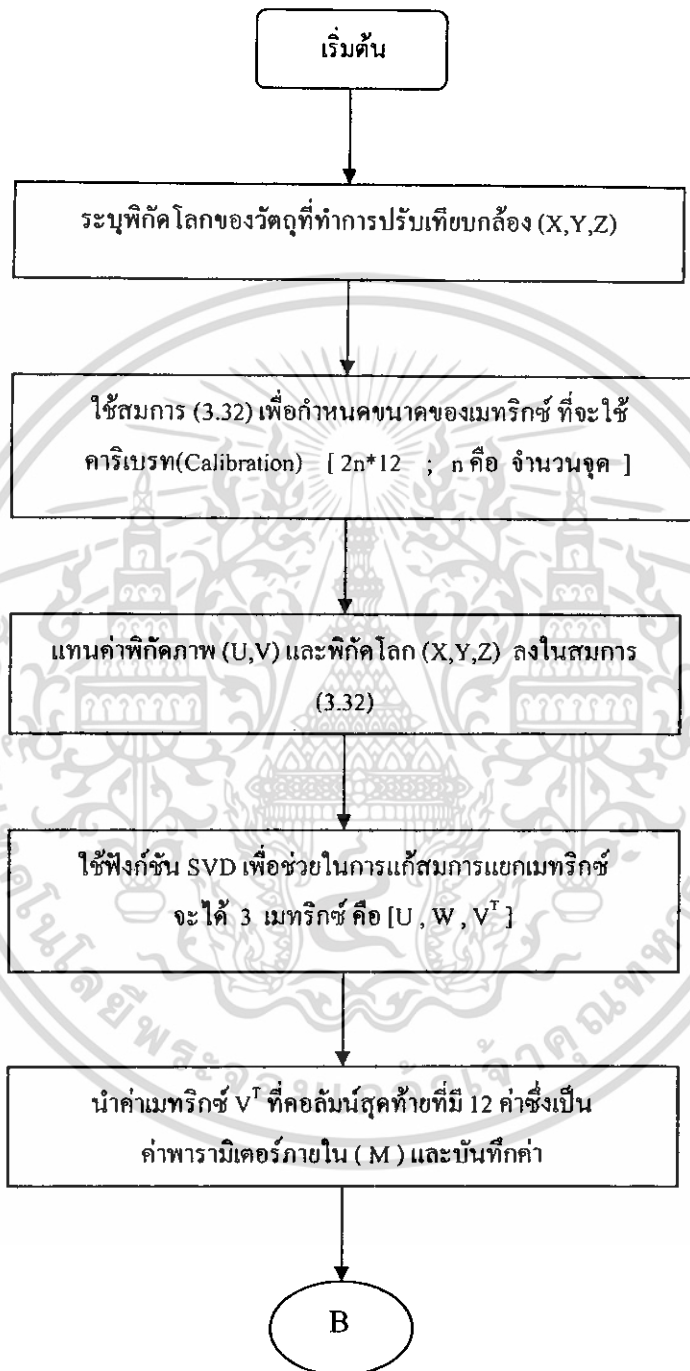 เริ่มต้น
ระบุพิกัดโลกของวัตถุที่ทำการปรับเทียบกล้อง (X,Y,Z)
ใช้สมการ (3.32) เพื่อกำหนดขนาดของเมทริกซ์ ที่จะใช้
คาริเบรท(Calibration) [ 2n*12 ; n คือ จำนวนจุด ]
แทนค่าพิกัดภาพ (U,V) และพิกัดโลก (X,Y,Z) ลงในสมการ
(3.32)
ใช้ฟังก์ชัน SVD เพื่อช่วยในการแก้สมการแยกเมทริกซ์
จะได้ 3 เมทริกซ์ คือ [U , W , Vᵀ ]
นำค่าเมทริกซ์ Vᵀ ที่คอลัมน์สุดท้ายที่มี 12 ค่าซึ่งเป็น
ค่าพารามิเตอร์ภายใน ( M ) และบันทึกค่า
B